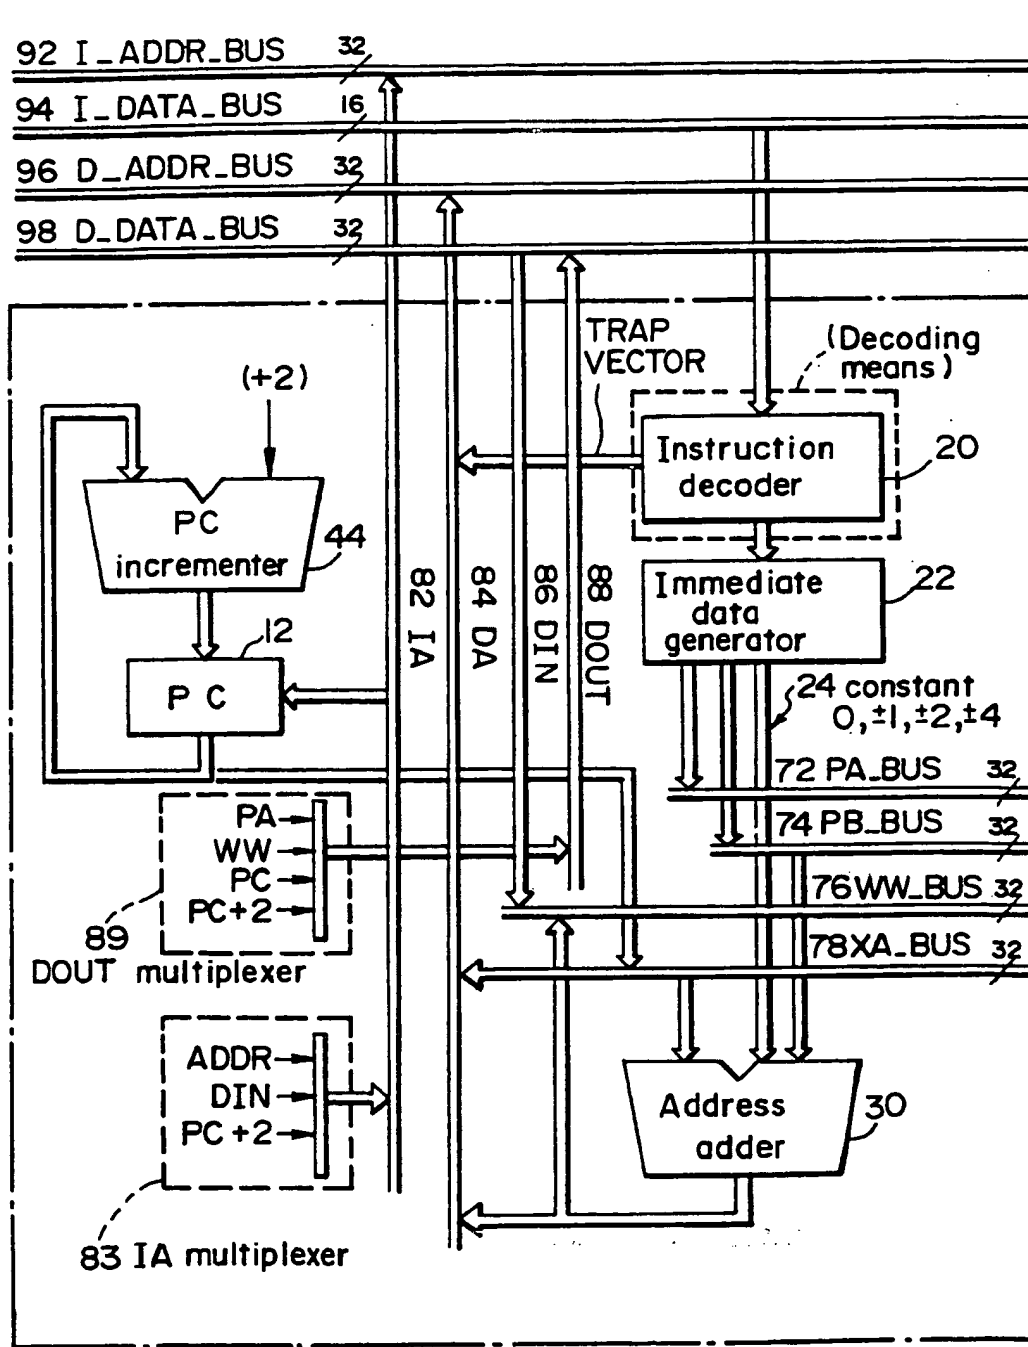 92 I_ADDR_BUS 32
94 I_DATA_BUS 16
96 D_ADDR_BUS 32
98 D_DATA_BUS 32
TRAP
VECTOR
(Decoding
means)
(+2)
Instruction
decoder
20
PC
incrementer
44
82 IA
84 DA
86 DIN
88 DOUT
Immediate
data
generator
22
12
PC
24 constant
0,±1,±2,±4
72 PA_BUS 32
74 PB_BUS 32
76 WW_BUS 32
78 XA_BUS 32
PA
WW
PC
PC+2
89
DOUT multiplexer
ADDR
DIN
PC+2
83 IA multiplexer
Address
adder
30